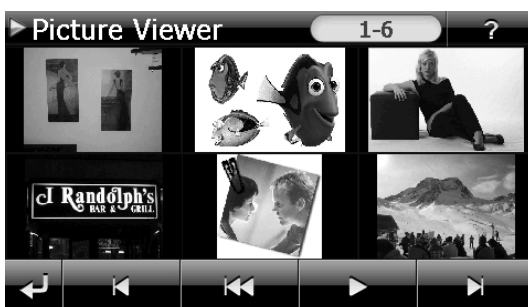 Picture Viewer
1-6
?
J Randolph's
BAR & GRILL